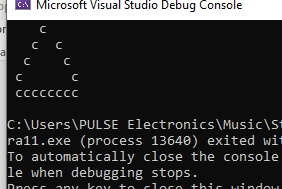 Microsoft Visual Studio Debug Console
c
c c
c c
c c
cccccccc
C:\Users\PULSE Electronics\Music\St
ra11.exe (process 13640) exited wit
To automatically close the console
le when debugging stops.
Press any key to close this window